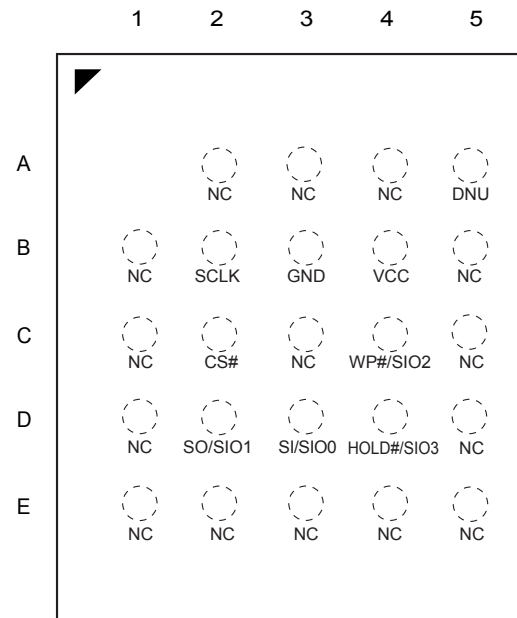 1 2 3 4 5
A
NC NC NC DNU
B
NC SCLK GND VCC NC
C
NC CS# NC WP#/SIO2 NC
D
NC SO/SIO1 SI/SIO0 HOLD#/SIO3 NC
E
NC NC NC NC NC